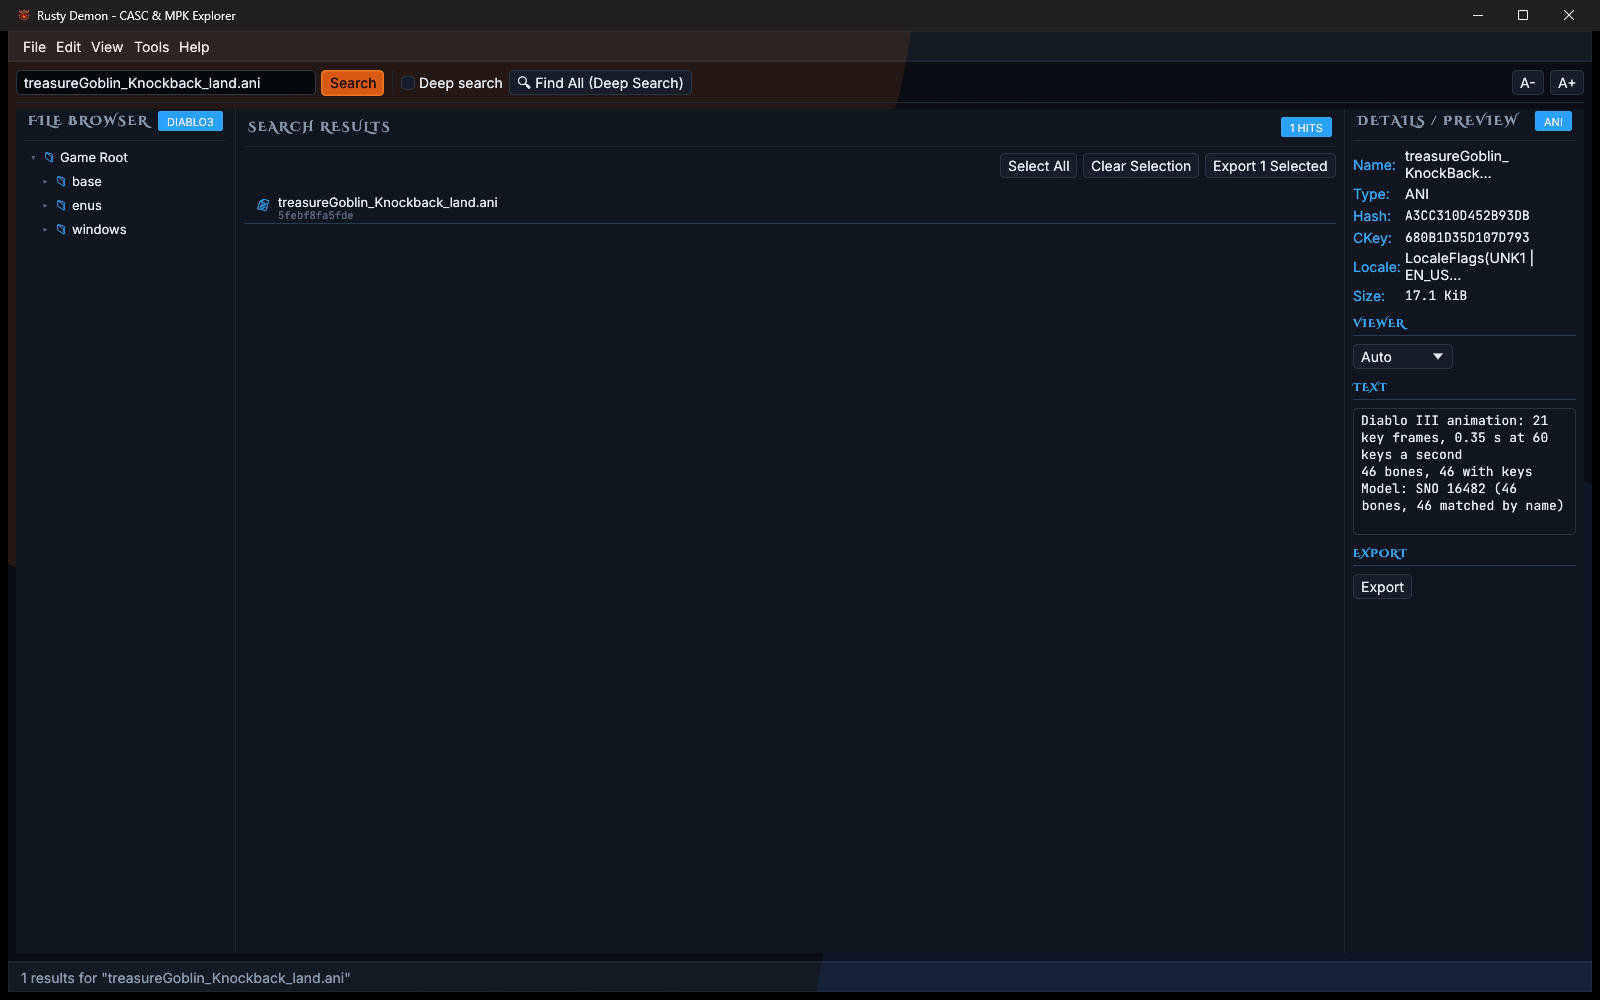 Rusty Demon - CASC & MPK Explorer
File Edit View Tools Help
treasureGoblin_Knockback_land.ani
Search
Deep search
Find All (Deep Search)
A-
A+
FILE BROWSER
DIABLO3
Game Root
base
enus
windows
SEARCH RESULTS
1 HITS
Select All
Clear Selection
Export 1 Selected
treasureGoblin_Knockback_land.ani
5febf8fa5fde
DETAILS / PREVIEW
ANI
Name: treasureGoblin_
KnockBack...
Type: ANI
Hash: A3CC310D452B93DB
CKey: 680B1D35D107D793
Locale: LocaleFlags(UNK1 |
EN_US...
Size: 17.1 KiB
VIEWER
Auto
TEXT
Diablo III animation: 21
key frames, 0.35 s at 60
keys a second
46 bones, 46 with keys
Model: SNO 16482 (46
bones, 46 matched by name)
EXPORT
Export
1 results for "treasureGoblin_Knockback_land.ani"